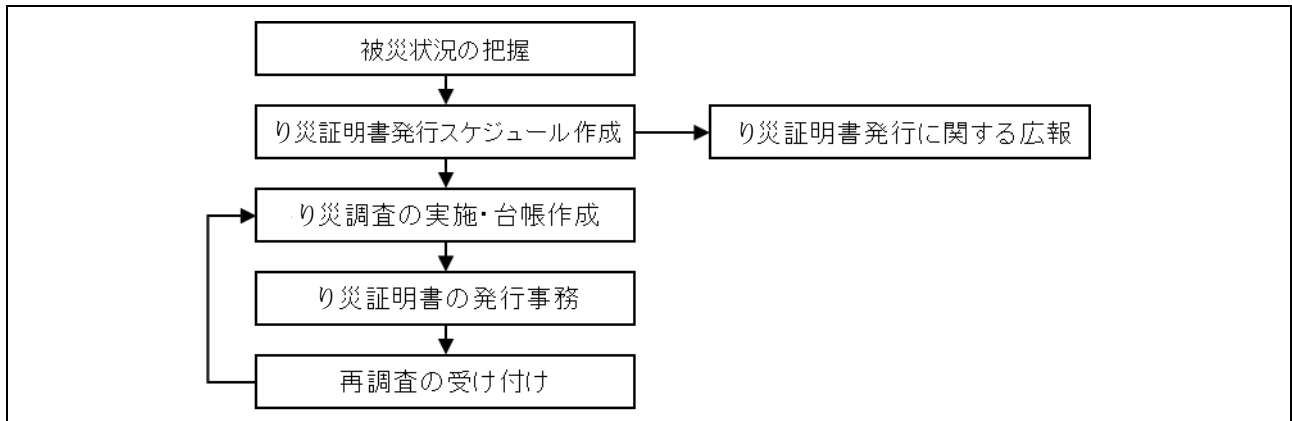 被災状況の把握
り災証明書発行スケジュール作成
り災証明書発行に関する広報
り災調査の実施・台帳作成
り災証明書の発行事務
再調査の受け付け